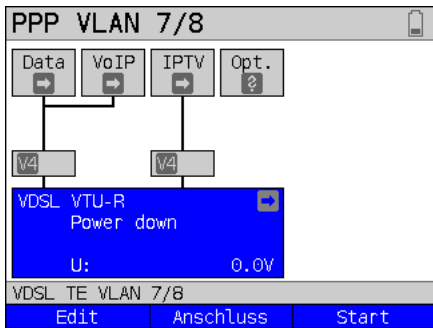 PPP VLAN 7/8
Data VoIP IPTV Opt.
?
V4 V4
VDSL VTU-R
Power down
U: 0.0V
VDSL TE VLAN 7/8
Edit Anschluss Start